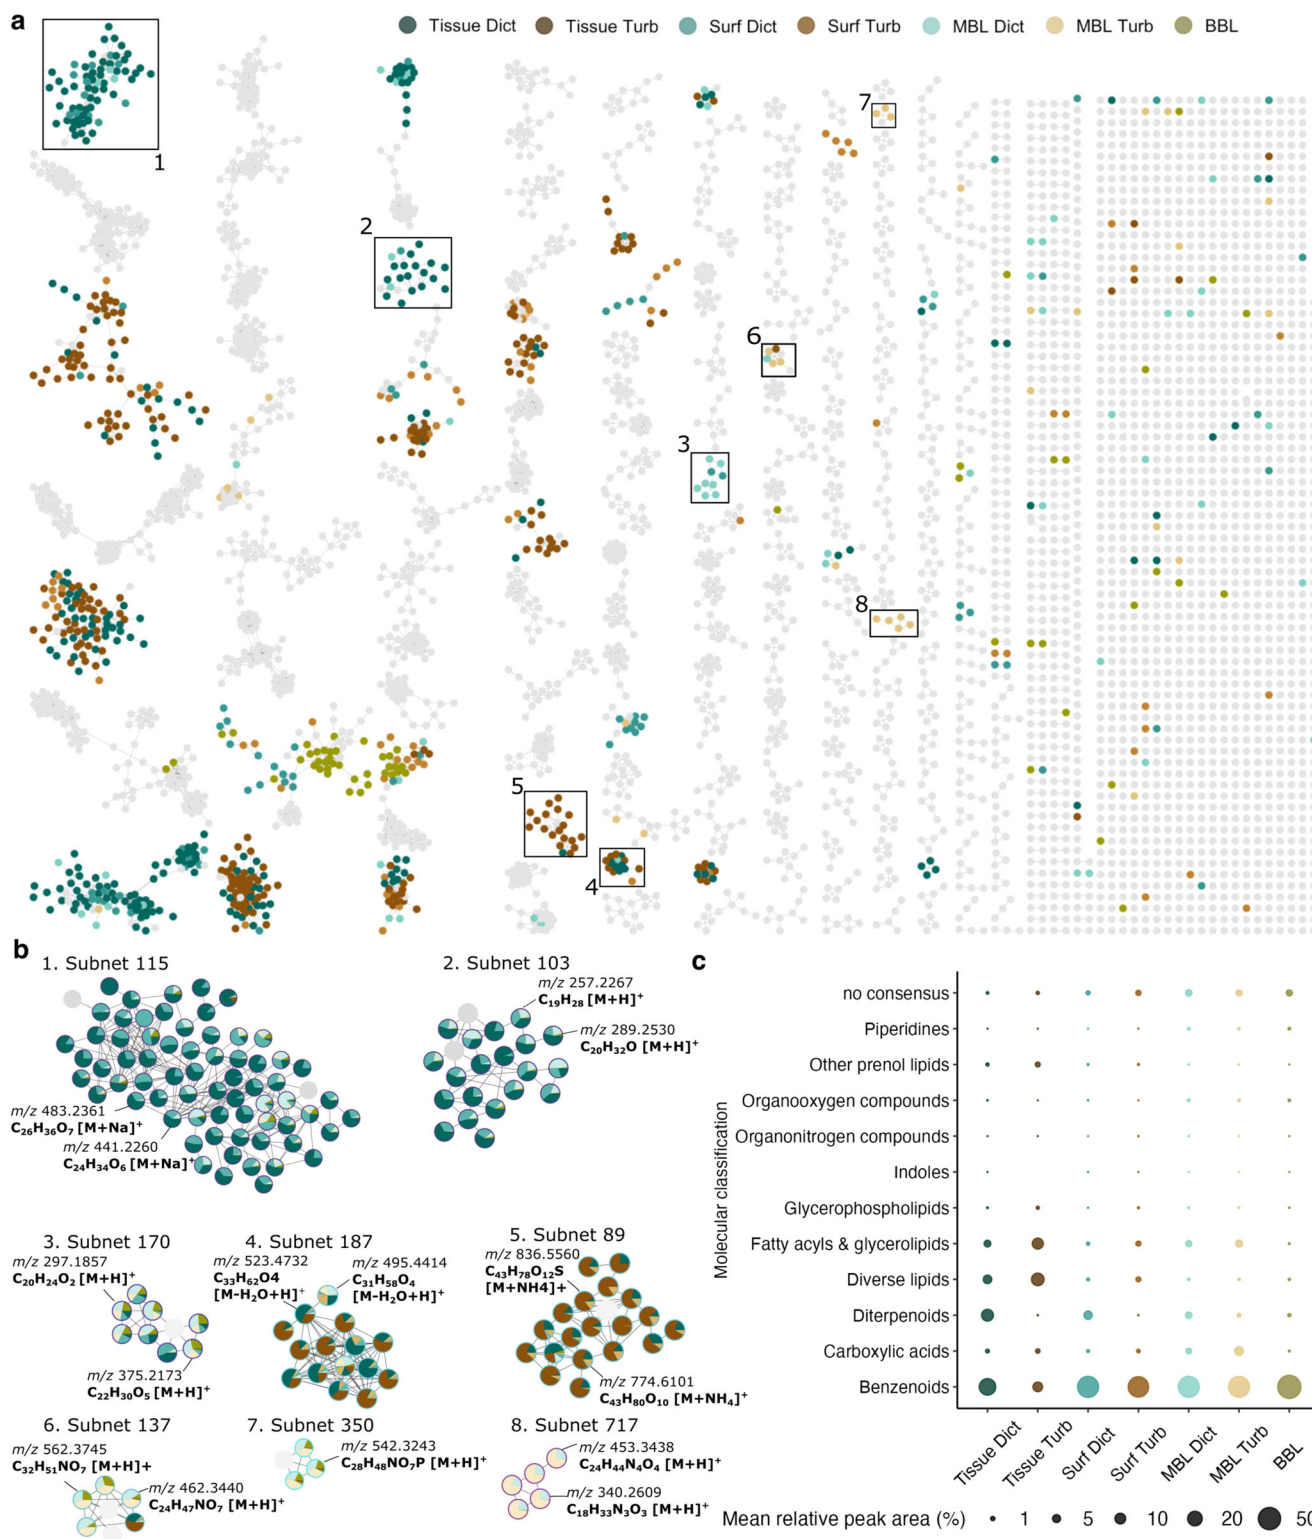 a
Tissue Dict Tissue Turb Surf Dict Surf Turb MBL Dict MBL Turb BBL
1
2
3
4
5
6
7
8
b
1. Subnet 115
m/z 483.2361
C₂₆H₃₆O₇ [M+Na]⁺
m/z 441.2260
C₂₄H₃₄O₆ [M+Na]⁺
2. Subnet 103
m/z 257.2267
C₁₉H₂₈ [M+H]⁺
m/z 289.2530
C₂₀H₃₂O [M+H]⁺
3. Subnet 170
m/z 297.1857
C₂₀H₂₄O₂ [M+H]⁺
m/z 375.2173
C₂₂H₃₀O₅ [M+H]⁺
4. Subnet 187
m/z 523.4732
C₃₃H₆₂O4
[M-H₂O+H]⁺
m/z 495.4414
C₃₁H₅₈O₄
[M-H₂O+H]⁺
5. Subnet 89
m/z 836.5560
C₄₃H₇₈O₁₂S
[M+NH4]+
m/z 774.6101
C₄₃H₈₀O₁₀ [M+NH₄]⁺
6. Subnet 137
m/z 562.3745
C₃₂H₅₁NO₇ [M+H]+
m/z 462.3440
C₂₄H₄₇NO₇ [M+H]⁺
7. Subnet 350
m/z 542.3243
C₂₈H₄₈NO₇P [M+H]⁺
8. Subnet 717
m/z 453.3438
C₂₄H₄₄N₄O₄ [M+H]⁺
m/z 340.2609
C₁₈H₃₃N₃O₃ [M+H]⁺
c
Molecular classification
no consensus
Piperidines
Other prenol lipids
Organooxygen compounds
Organonitrogen compounds
Indoles
Glycerophospholipids
Fatty acyls & glycerolipids
Diverse lipids
Diterpenoids
Carboxylic acids
Benzenoids
Tissue Dict
Tissue Turb
Surf Dict
Surf Turb
MBL Dict
MBL Turb
BBL
Mean relative peak area (%) 1 5 10 20 50